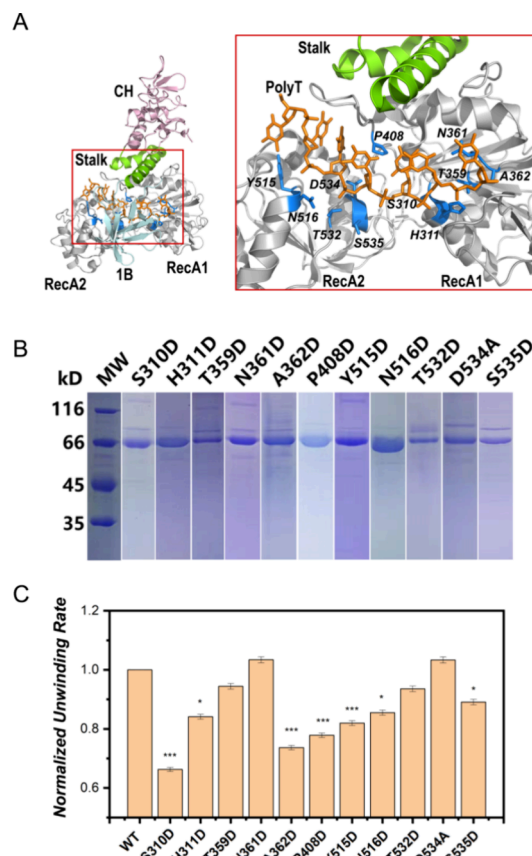 A
CH
Stalk
1B
RecA2
RecA1
Stalk
PolyT
P408
N361
T359
A362
Y515
D534
S310
N516
T532
S535
H311
RecA2
RecA1
B
kD
MW
S310D
H311D
T359D
N361D
A362D
P408D
Y515D
N516D
T532D
D534A
S535D
116
66
45
35
C
Normalized Unwinding Rate
1.2
1.0
0.8
0.6
***
*
***
***
***
*
*
WT
S310D
H311D
T359D
N361D
A362D
P408D
Y515D
N516D
T532D
D534A
S535D